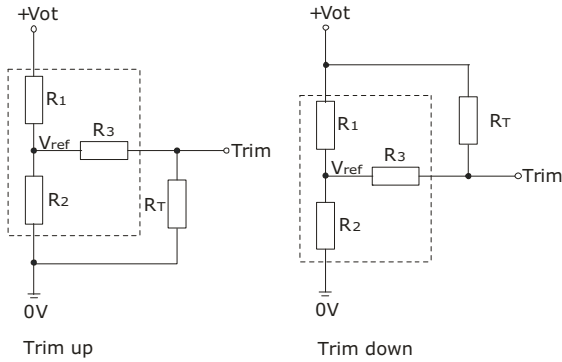 +Vot
R1
R3
Vref
Trim
R2
RT
0V
Trim up
+Vot
R1
RT
R3
Vref
Trim
R2
0V
Trim down